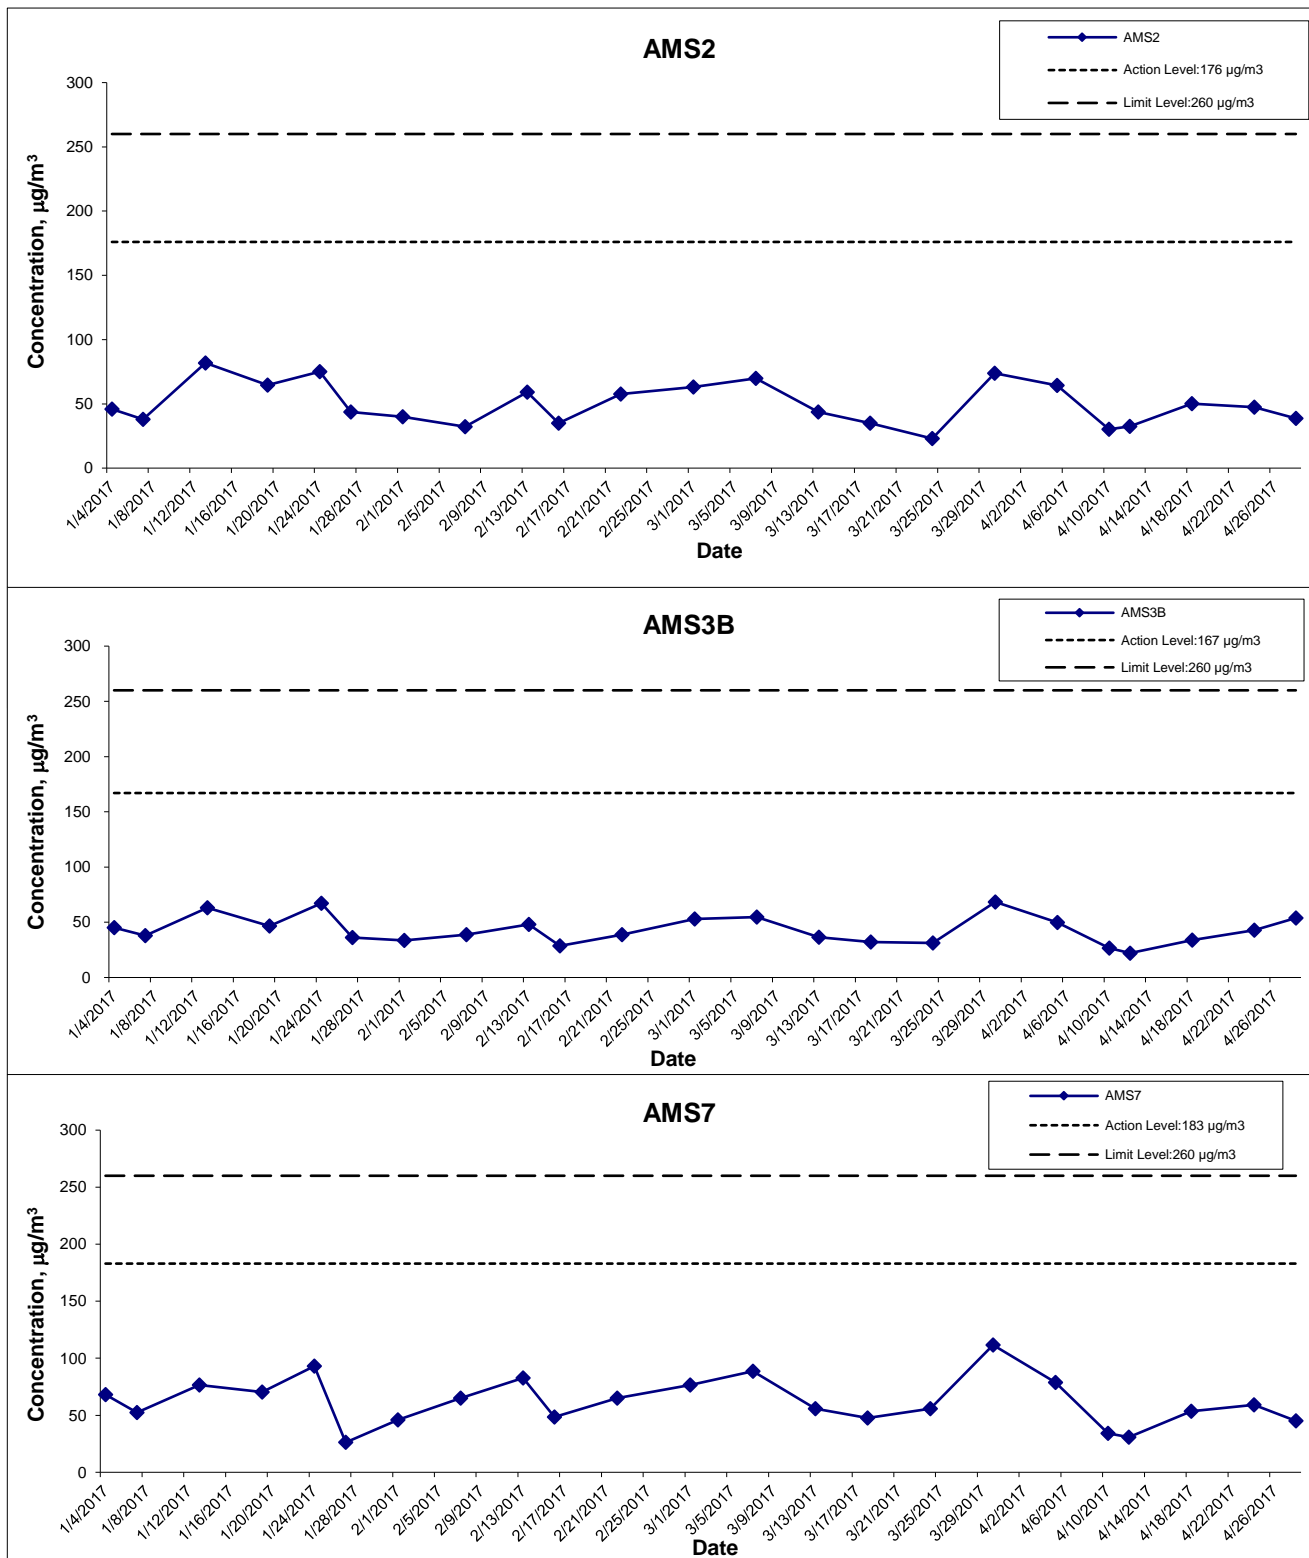 AMS2
AMS2
Action Level:176 µg/m3
Limit Level:260 µg/m3
Concentration, µg/m³
300
250
200
150
100
50
0
1/4/2017 1/8/2017 1/12/2017 1/16/2017 1/20/2017 1/24/2017 1/28/2017 2/1/2017 2/5/2017 2/9/2017 2/13/2017 2/17/2017 2/21/2017 2/25/2017 3/1/2017 3/5/2017 3/9/2017 3/13/2017 3/17/2017 3/21/2017 3/25/2017 3/29/2017 4/2/2017 4/6/2017 4/10/2017 4/14/2017 4/18/2017 4/22/2017 4/26/2017
Date
AMS3B
AMS3B
Action Level:167 µg/m3
Limit Level:260 µg/m3
Concentration, µg/m³
300
250
200
150
100
50
0
1/4/2017 1/8/2017 1/12/2017 1/16/2017 1/20/2017 1/24/2017 1/28/2017 2/1/2017 2/5/2017 2/9/2017 2/13/2017 2/17/2017 2/21/2017 2/25/2017 3/1/2017 3/5/2017 3/9/2017 3/13/2017 3/17/2017 3/21/2017 3/25/2017 3/29/2017 4/2/2017 4/6/2017 4/10/2017 4/14/2017 4/18/2017 4/22/2017 4/26/2017
Date
AMS7
AMS7
Action Level:183 µg/m3
Limit Level:260 µg/m3
Concentration, µg/m³
300
250
200
150
100
50
0
1/4/2017 1/8/2017 1/12/2017 1/16/2017 1/20/2017 1/24/2017 1/28/2017 2/1/2017 2/5/2017 2/9/2017 2/13/2017 2/17/2017 2/21/2017 2/25/2017 3/1/2017 3/5/2017 3/9/2017 3/13/2017 3/17/2017 3/21/2017 3/25/2017 3/29/2017 4/2/2017 4/6/2017 4/10/2017 4/14/2017 4/18/2017 4/22/2017 4/26/2017
Date